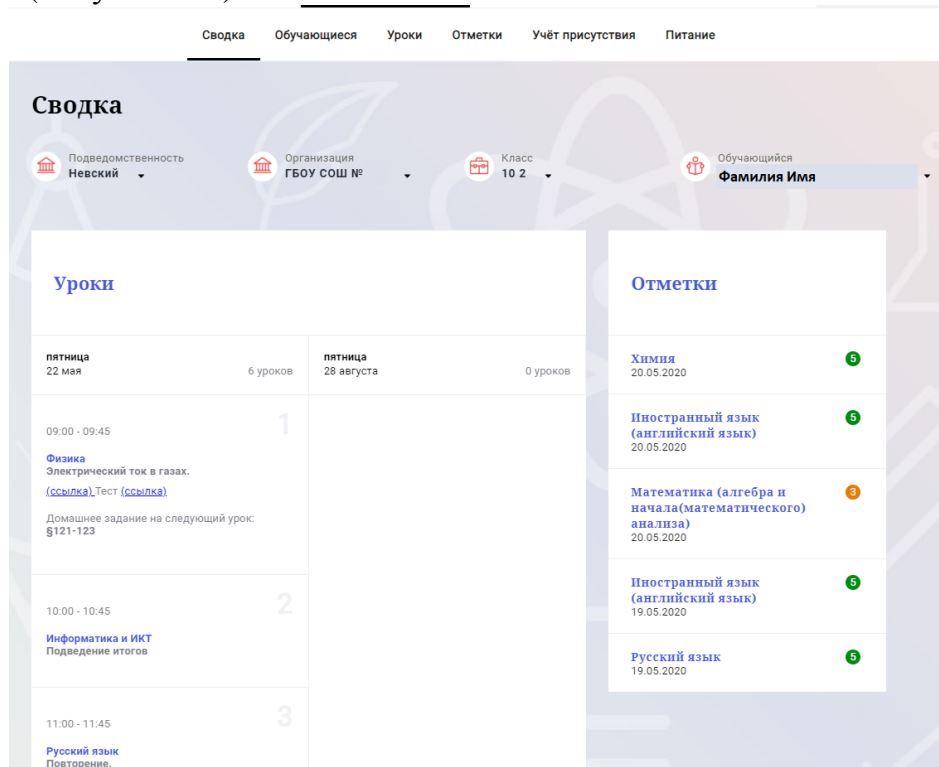 Сводка Обучающиеся Уроки Отметки Учёт присутствия Питание
Сводка
Подведомственность
Невский
Организация
ГБОУ СОШ №
Класс
10 2
Обучающийся
Фамилия Имя
Уроки
пятница
22 мая
6 уроков
пятница
28 августа
0 уроков
1
09:00 - 09:45
Физика
Электрический ток в газах.
(ссылка) Тест (ссылка)
Домашнее задание на следующий урок:
§121-123
2
10:00 - 10:45
Информатика и ИКТ
Подведение итогов
3
11:00 - 11:45
Русский язык
Повторение.
Отметки
Химия
20.05.2020
5
Иностранный язык
(английский язык)
20.05.2020
5
Математика (алгебра и
начала(математического)
анализа)
20.05.2020
3
Иностранный язык
(английский язык)
19.05.2020
5
Русский язык
19.05.2020
5